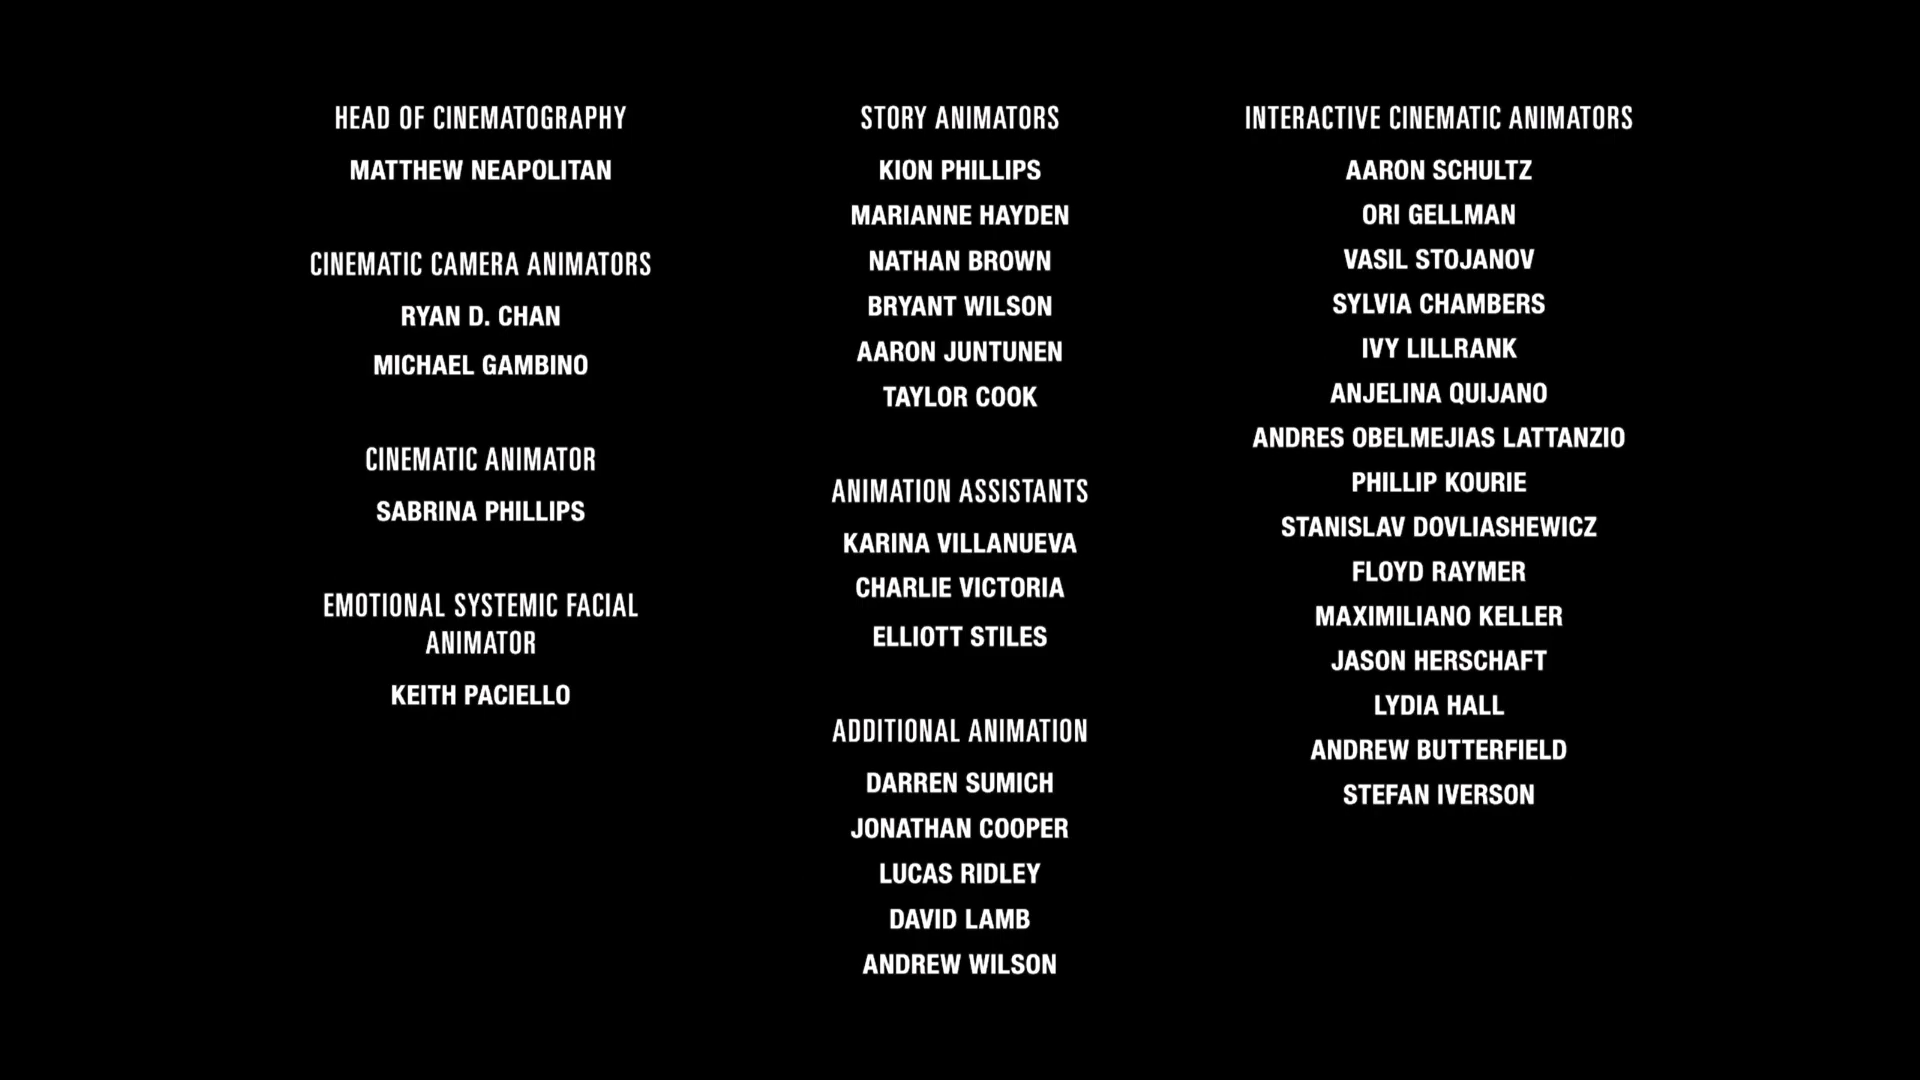 HEAD OF CINEMATOGRAPHY
MATTHEW NEAPOLITAN
CINEMATIC CAMERA ANIMATORS
RYAN D. CHAN
MICHAEL GAMBINO
CINEMATIC ANIMATOR
SABRINA PHILLIPS
EMOTIONAL SYSTEMIC FACIAL
ANIMATOR
KEITH PACIELLO
STORY ANIMATORS
KION PHILLIPS
MARIANNE HAYDEN
NATHAN BROWN
BRYANT WILSON
AARON JUNTUNEN
TAYLOR COOK
ANIMATION ASSISTANTS
KARINA VILLANUEVA
CHARLIE VICTORIA
ELLIOTT STILES
ADDITIONAL ANIMATION
DARREN SUMICH
JONATHAN COOPER
LUCAS RIDLEY
DAVID LAMB
ANDREW WILSON
INTERACTIVE CINEMATIC ANIMATORS
AARON SCHULTZ
ORI GELLMAN
VASIL STOJANOV
SYLVIA CHAMBERS
IVY LILLRANK
ANJELINA QUIJANO
ANDRES OBELMEJIAS LATTANZIO
PHILLIP KOURIE
STANISLAV DOVLIASHEWICZ
FLOYD RAYMER
MAXIMILIANO KELLER
JASON HERSCHAFT
LYDIA HALL
ANDREW BUTTERFIELD
STEFAN IVERSON